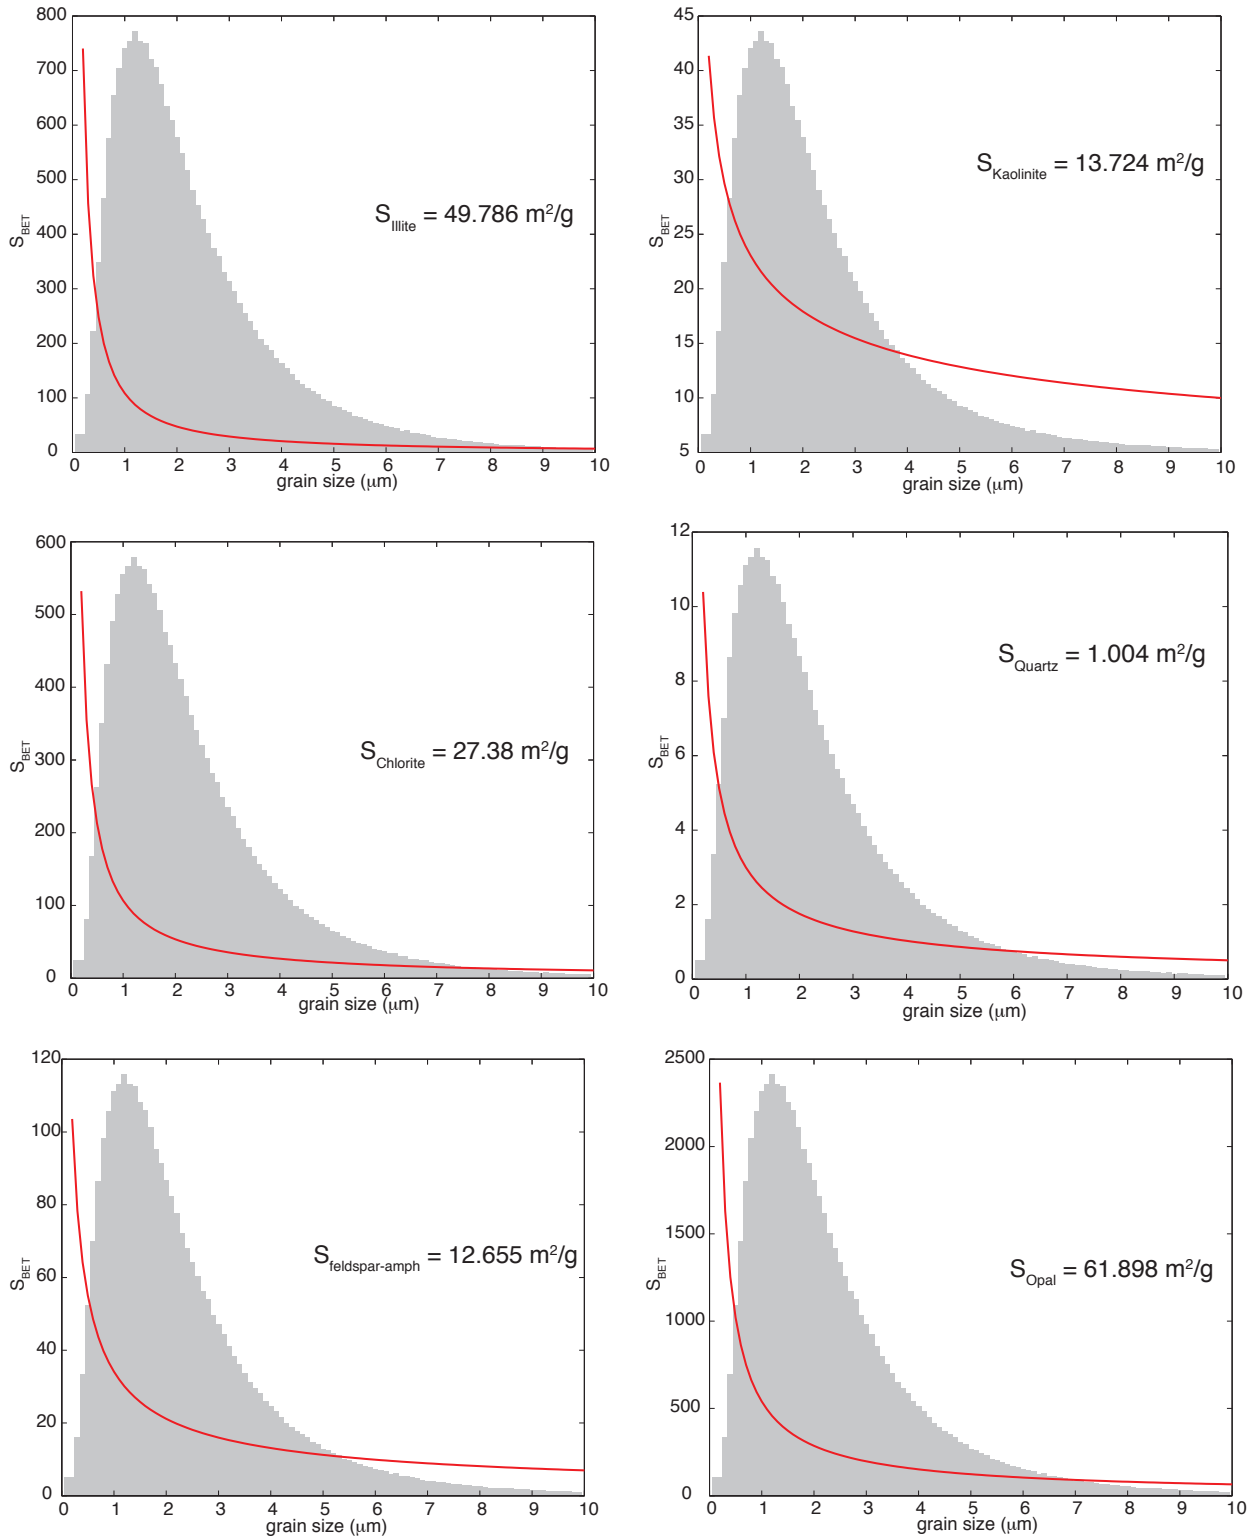 800
700
600
500
400
300
200
100
0
S_BET
S_Illite = 49.786 m²/g
0 1 2 3 4 5 6 7 8 9 10
grain size (μm)
45
40
35
30
25
20
15
10
5
S_BET
S_Kaolinite = 13.724 m²/g
0 1 2 3 4 5 6 7 8 9 10
grain size (μm)
600
500
400
300
200
100
0
S_BET
S_Chlorite = 27.38 m²/g
0 1 2 3 4 5 6 7 8 9 10
grain size (μm)
12
10
8
6
4
2
0
S_BET
S_Quartz = 1.004 m²/g
0 1 2 3 4 5 6 7 8 9 10
grain size (μm)
120
100
80
60
40
20
0
S_BET
S_feldspar-amph = 12.655 m²/g
0 1 2 3 4 5 6 7 8 9 10
grain size (μm)
2500
2000
1500
1000
500
0
S_BET
S_Opal = 61.898 m²/g
0 1 2 3 4 5 6 7 8 9 10
grain size (μm)